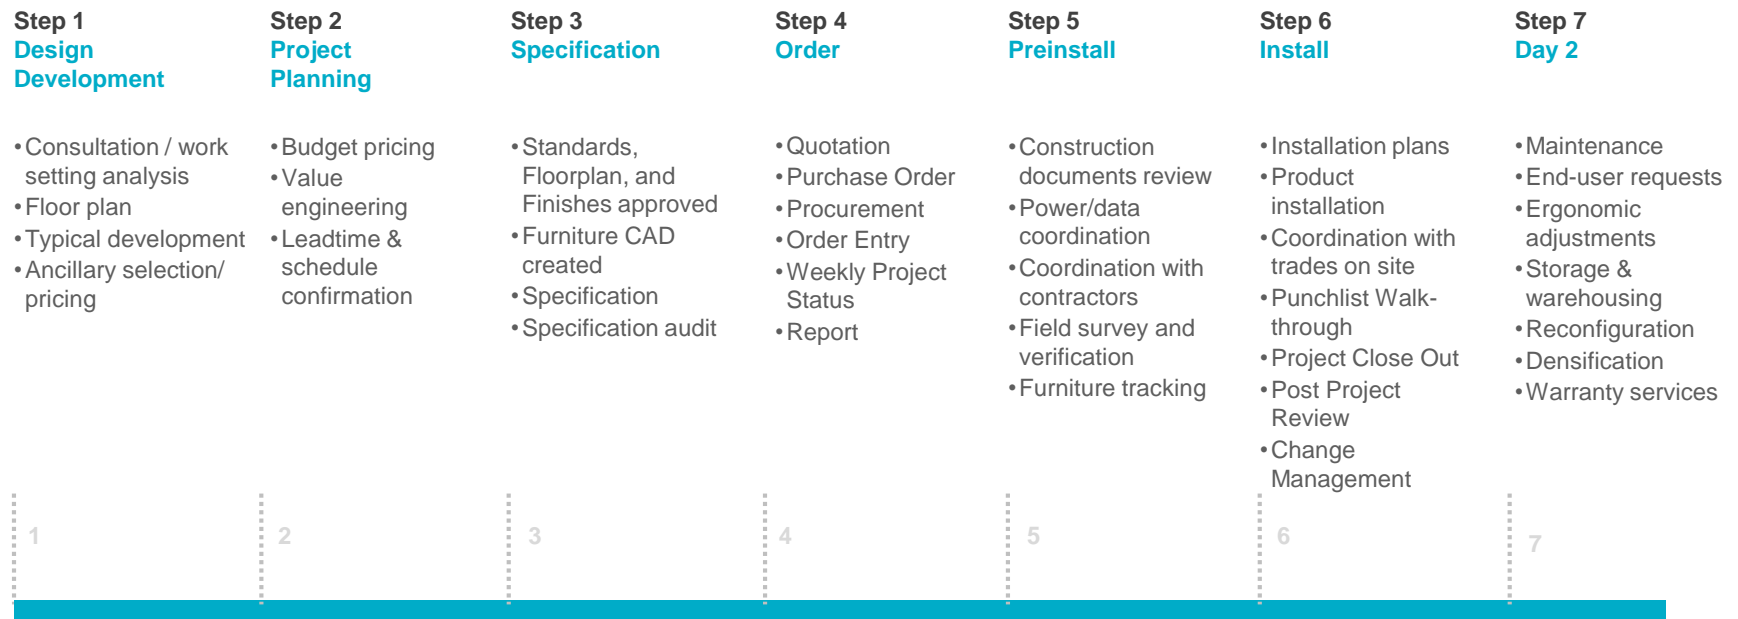 Step 1
Design
Development
• Consultation / work
setting analysis
• Floor plan
• Typical development
• Ancillary selection/
pricing
Step 2
Project
Planning
• Budget pricing
• Value
engineering
• Leadtime &
schedule
confirmation
Step 3
Specification
• Standards,
Floorplan, and
Finishes approved
• Furniture CAD
created
• Specification
• Specification audit
Step 4
Order
• Quotation
• Purchase Order
• Procurement
• Order Entry
• Weekly Project
Status
• Report
Step 5
Preinstall
• Construction
documents review
• Power/data
coordination
• Coordination with
contractors
• Field survey and
verification
• Furniture tracking
Step 6
Install
• Installation plans
• Product
installation
• Coordination with
trades on site
• Punchlist Walk-
through
• Project Close Out
• Post Project
Review
• Change
Management
Step 7
Day 2
• Maintenance
• End-user requests
• Ergonomic
adjustments
• Storage &
warehousing
• Reconfiguration
• Densification
• Warranty services
1
2
3
4
5
6
7